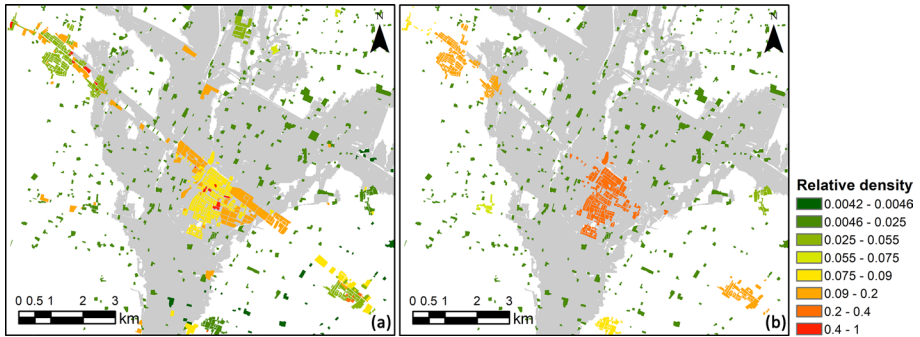 N
N
Relative density
0.0042 - 0.0046
0.0046 - 0.025
0.025 - 0.055
0.055 - 0.075
0.075 - 0.09
0.09 - 0.2
0.2 - 0.4
0.4 - 1
0 0.5 1 2 3
km
(a)
0 0.5 1 2 3
km
(b)